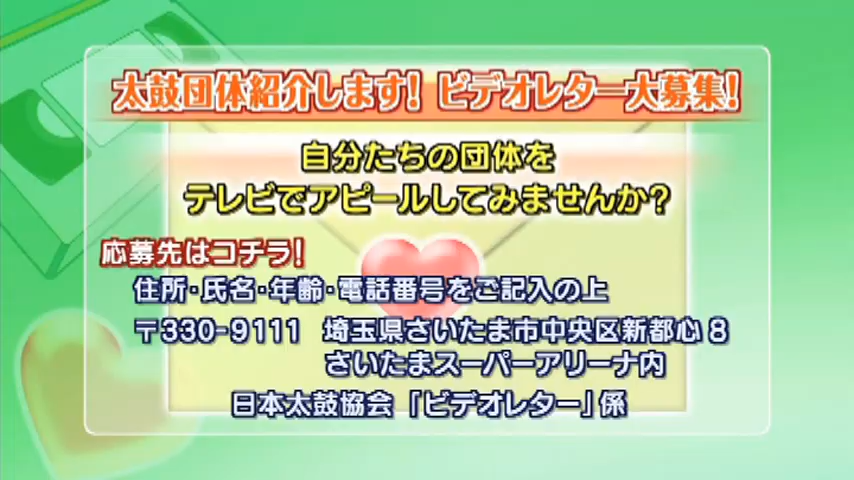 太鼓団体紹介します! ビデオレター大募集!
自分たちの団体を
テレビでアピールしてみませんか?
応募先はコチラ!
住所・氏名・年齢・電話番号をご記入の上
〒330-9111 埼玉県さいたま市中央区新都心8
さいたまスーパーアリーナ内
日本太鼓協会「ビデオレター」係